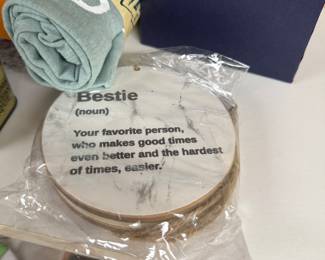 Bestie
(noun)
Your favorite person,
who makes good times
even better and the hardest
of times, easier.